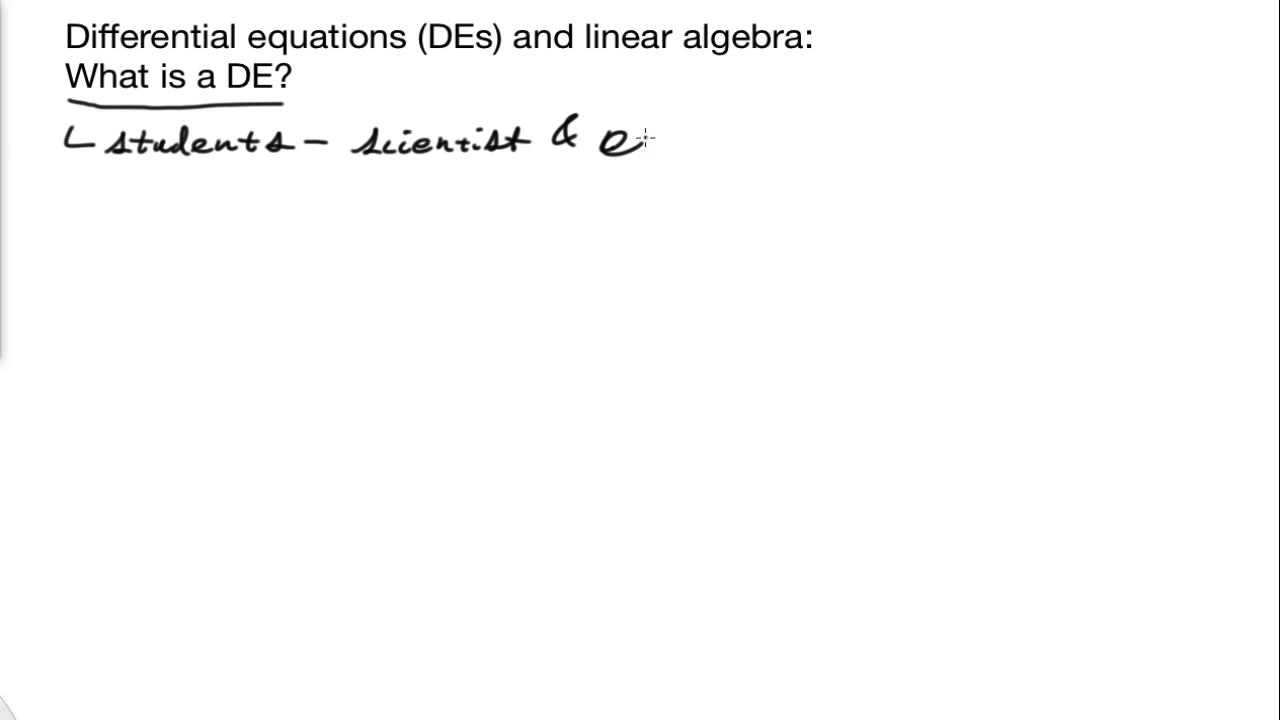 Differential equations (DEs) and linear algebra:
What is a DE?
students - scientist & e